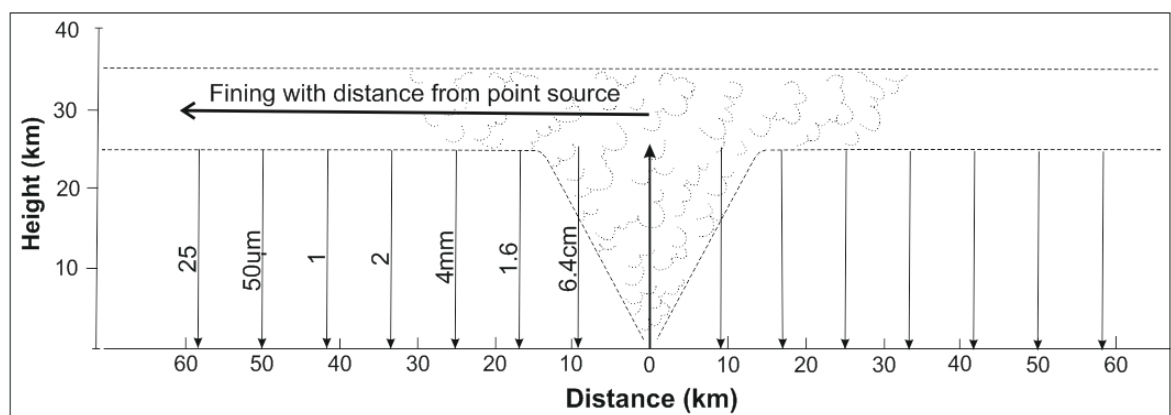 40
Fining with distance from point source
30
20
10
Height (km)
25
50um
1
2
4mm
1.6
6.4cm
60 50 40 30 20 10 0 10 20 30 40 50 60
Distance (km)